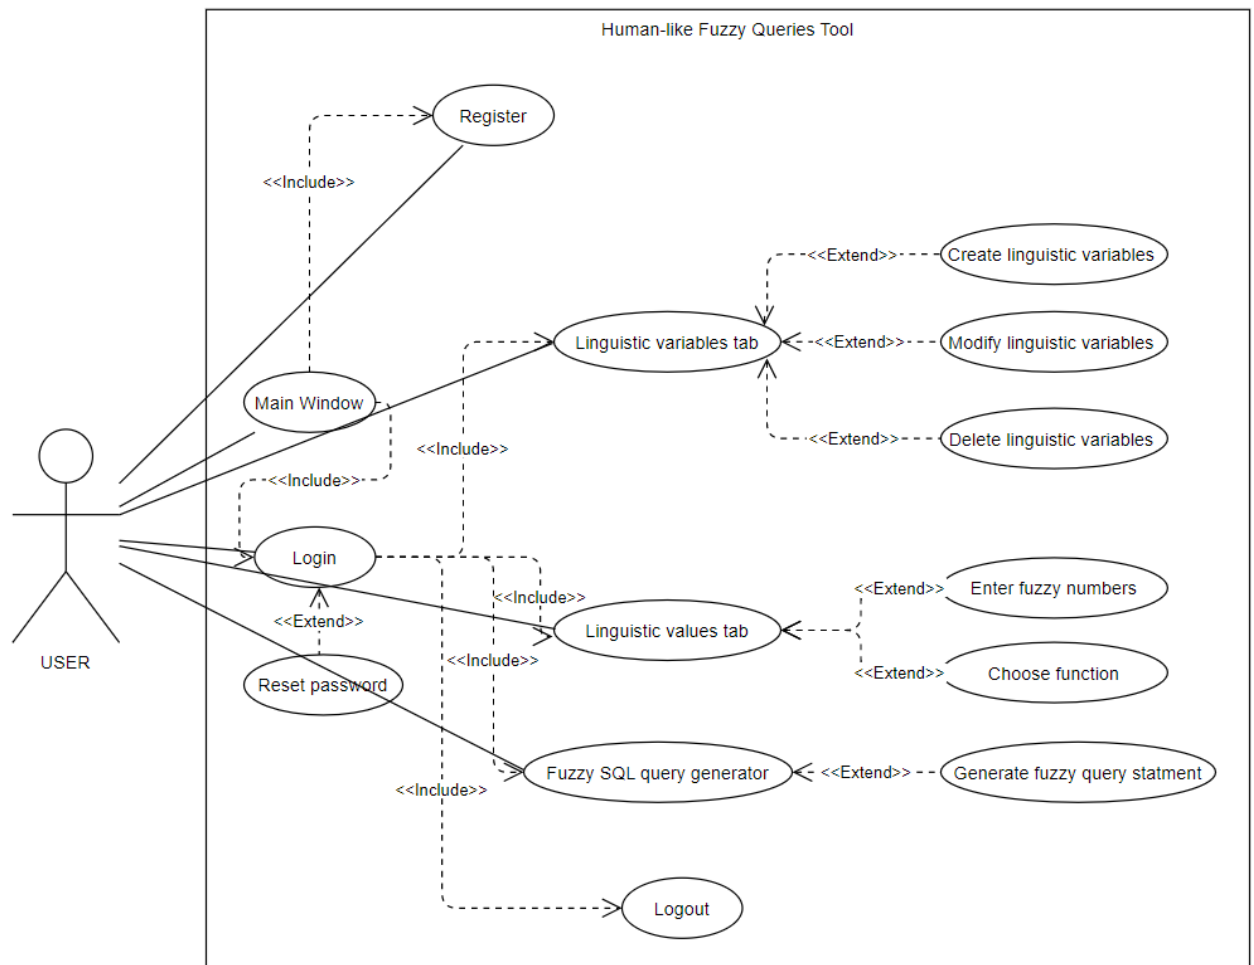 Human-like Fuzzy Queries Tool
Register
<<Include>>
Create linguistic variables
<<Extend>>
Linguistic variables tab
<<Extend>>
Modify linguistic variables
Main Window
<<Extend>>
Delete linguistic variables
<<Include>>
<<Include>>
Login
<<Extend>>
Enter fuzzy numbers
<<Include>>
<<Extend>>
Linguistic values tab
USER
<<Include>>
<<Extend>>
Choose function
Reset password
Fuzzy SQL query generator
<<Extend>>
Generate fuzzy query statment
<<Include>>
Logout